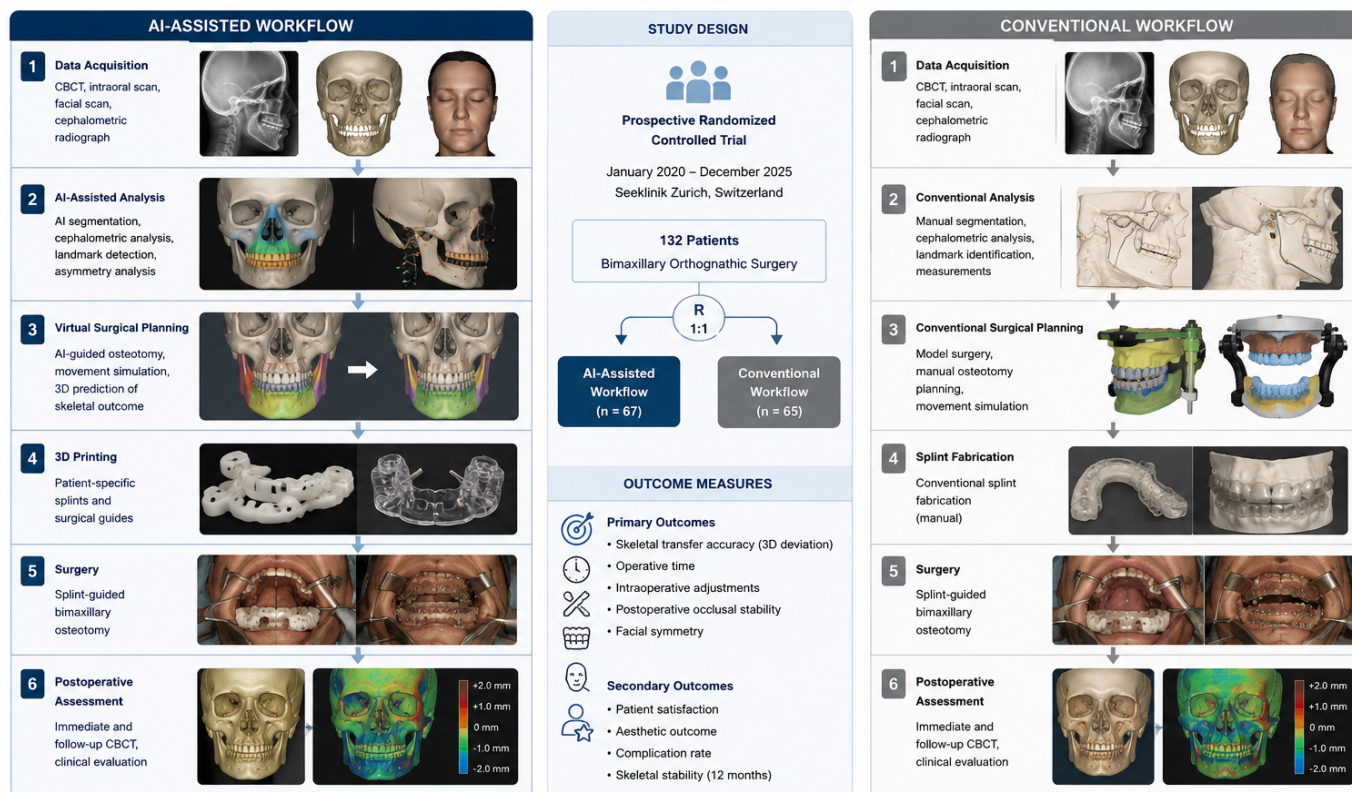 AI-ASSISTED WORKFLOW
1
Data Acquisition
CBCT, intraoral scan,
facial scan,
cephalometric
radiograph
2
AI-Assisted Analysis
AI segmentation,
cephalometric analysis,
landmark detection,
asymmetry analysis
3
Virtual Surgical Planning
AI-guided osteotomy,
movement simulation,
3D prediction of
skeletal outcome
4
3D Printing
Patient-specific
splints and
surgical guides
5
Surgery
Splint-guided
bimaxillary
osteotomy
6
Postoperative
Assessment
Immediate and
follow-up CBCT,
clinical evaluation
+2.0 mm
+1.0 mm
0 mm
-1.0 mm
-2.0 mm
STUDY DESIGN
Prospective Randomized
Controlled Trial
January 2020 – December 2025
Seeklinik Zurich, Switzerland
132 Patients
Bimaxillary Orthognathic Surgery
R
1:1
AI-Assisted
Workflow
(n = 67)
Conventional
Workflow
(n = 65)
OUTCOME MEASURES
Primary Outcomes
• Skeletal transfer accuracy (3D deviation)
• Operative time
• Intraoperative adjustments
• Postoperative occlusal stability
• Facial symmetry
Secondary Outcomes
• Patient satisfaction
• Aesthetic outcome
• Complication rate
• Skeletal stability (12 months)
CONVENTIONAL WORKFLOW
1
Data Acquisition
CBCT, intraoral scan,
facial scan,
cephalometric
radiograph
2
Conventional Analysis
Manual segmentation,
cephalometric analysis,
landmark identification,
measurements
3
Conventional Surgical Planning
Model surgery,
manual osteotomy
planning,
movement simulation
4
Splint Fabrication
Conventional splint
fabrication
(manual)
5
Surgery
Splint-guided
bimaxillary
osteotomy
6
Postoperative
Assessment
Immediate and
follow-up CBCT,
clinical evaluation
+2.0 mm
+1.0 mm
0 mm
-1.0 mm
-2.0 mm